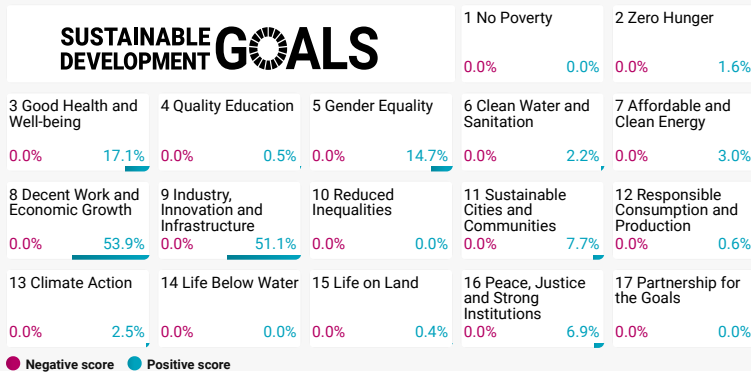 SUSTAINABLE
DEVELOPMENT
GOALS
1 No Poverty
0.0% 0.0%
2 Zero Hunger
0.0% 1.6%
3 Good Health and
Well-being
0.0% 17.1%
4 Quality Education
0.0% 0.5%
5 Gender Equality
0.0% 14.7%
6 Clean Water and
Sanitation
0.0% 2.2%
7 Affordable and
Clean Energy
0.0% 3.0%
8 Decent Work and
Economic Growth
0.0% 53.9%
9 Industry,
Innovation and
Infrastructure
0.0% 51.1%
10 Reduced
Inequalities
0.0% 0.0%
11 Sustainable
Cities and
Communities
0.0% 7.7%
12 Responsible
Consumption and
Production
0.0% 0.6%
13 Climate Action
0.0% 2.5%
14 Life Below Water
0.0% 0.0%
15 Life on Land
0.0% 0.4%
16 Peace, Justice
and Strong
Institutions
0.0% 6.9%
17 Partnership for
the Goals
0.0% 0.0%
Negative score Positive score